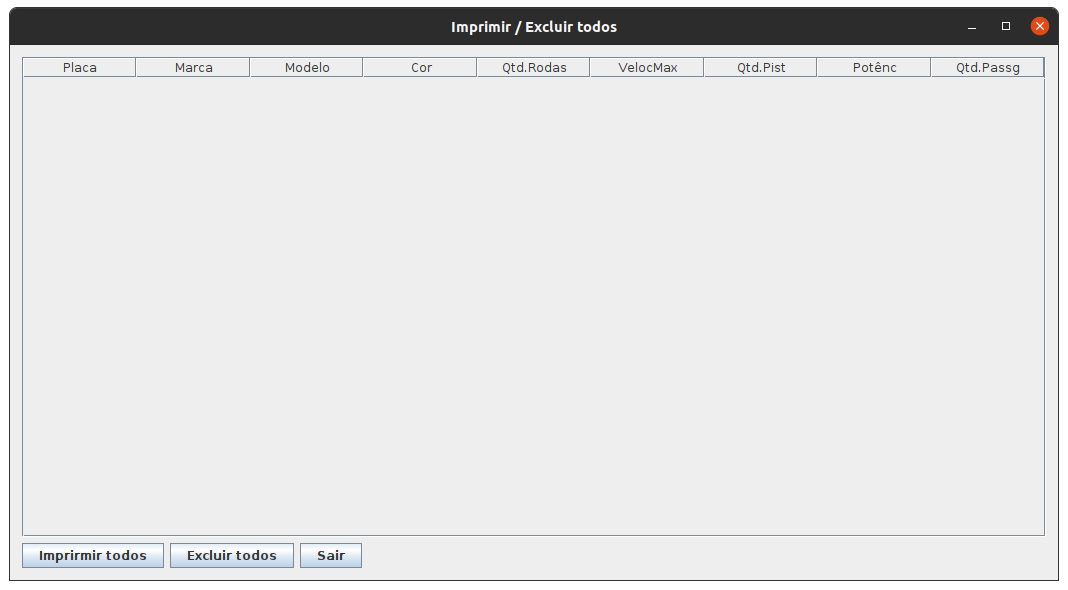 Imprimir / Excluir todos
Placa Marca Modelo Cor Qtd.Rodas VelocMax Qtd.Pist Potênc Qtd.Passg
Imprirmir todos Excluir todos Sair